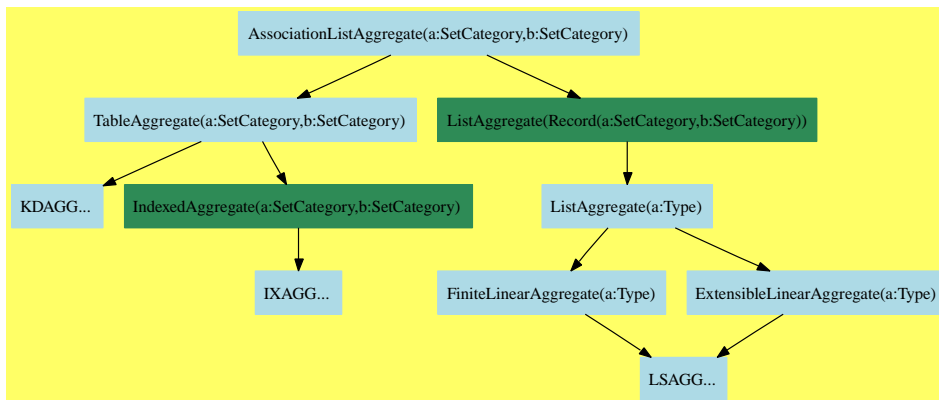 AssociationListAggregate(a:SetCategory,b:SetCategory)
TableAggregate(a:SetCategory,b:SetCategory)
ListAggregate(Record(a:SetCategory,b:SetCategory))
KDAGG...
IndexedAggregate(a:SetCategory,b:SetCategory)
ListAggregate(a:Type)
IXAGG...
FiniteLinearAggregate(a:Type)
ExtensibleLinearAggregate(a:Type)
LSAGG...